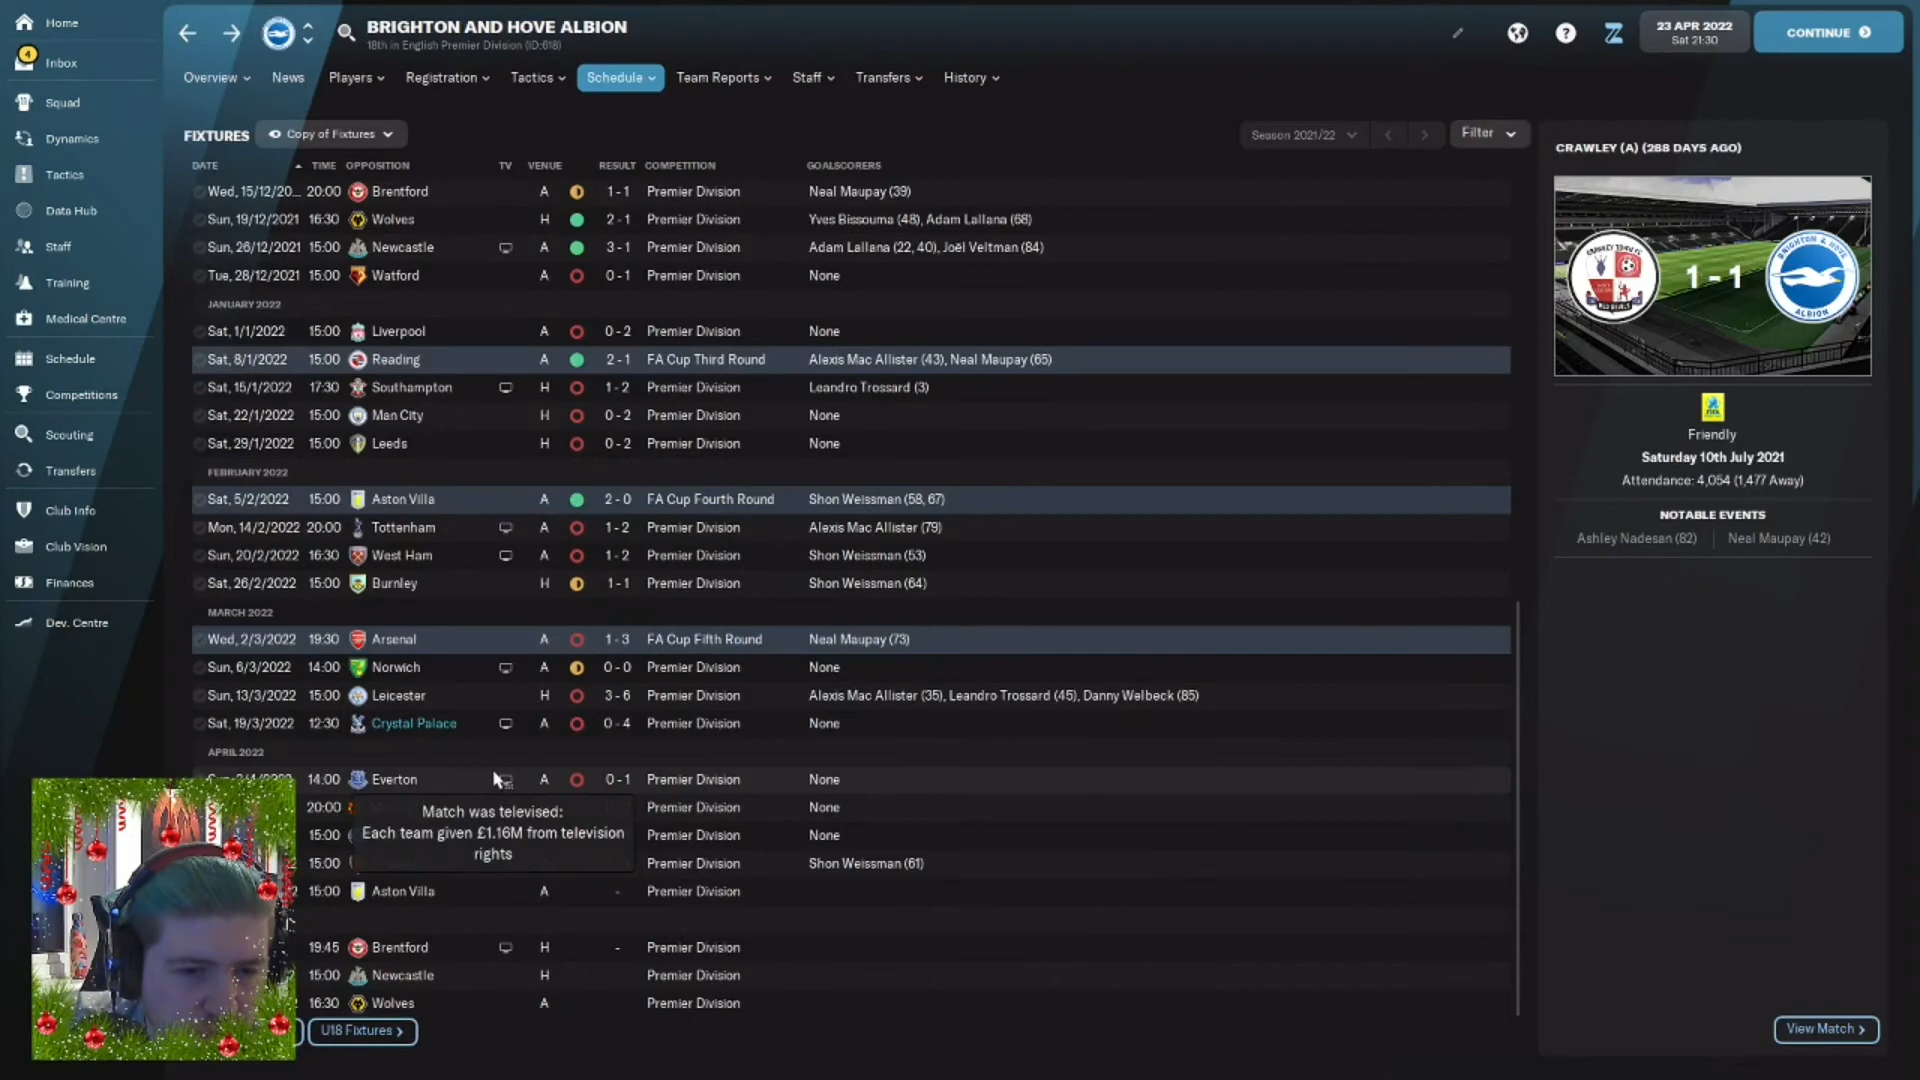 Home
BRIGHTON AND HOVE ALBION
18th in English Premier Division (ID:618)
23 APR 2022
Sat 21:30
CONTINUE
4
Inbox
Overview
News
Players
Registration
Tactics
Schedule
Team Reports
Staff
Transfers
History
Squad
Dynamics
Tactics
Data Hub
Staff
Training
Medical Centre
Schedule
Competitions
Scouting
Transfers
Club Info
Club Vision
Finances
Dev. Centre
FIXTURES
Copy of Fixtures
Season 2021/22
Filter
DATE TIME OPPOSITION TV VENUE RESULT COMPETITION GOALSCORERS
Wed, 15/12/20... 20:00 Brentford A 1 - 1 Premier Division Neal Maupay (39)
Sun, 19/12/2021 16:30 Wolves H 2 - 1 Premier Division Yves Bissouma (48), Adam Lallana (68)
Sun, 26/12/2021 15:00 Newcastle A 3 - 1 Premier Division Adam Lallana (22, 40), Joël Veltman (84)
Tue, 28/12/2021 15:00 Watford A 0 - 1 Premier Division None
JANUARY 2022
Sat, 1/1/2022 15:00 Liverpool A 0 - 2 Premier Division None
Sat, 8/1/2022 15:00 Reading A 2 - 1 FA Cup Third Round Alexis Mac Allister (43), Neal Maupay (65)
Sat, 15/1/2022 17:30 Southampton H 1 - 2 Premier Division Leandro Trossard (3)
Sat, 22/1/2022 15:00 Man City H 0 - 2 Premier Division None
Sat, 29/1/2022 15:00 Leeds H 0 - 2 Premier Division None
FEBRUARY 2022
Sat, 5/2/2022 15:00 Aston Villa A 2 - 0 FA Cup Fourth Round Shon Weissman (58, 67)
Mon, 14/2/2022 20:00 Tottenham A 1 - 2 Premier Division Alexis Mac Allister (79)
Sun, 20/2/2022 16:30 West Ham A 1 - 2 Premier Division Shon Weissman (53)
Sat, 26/2/2022 15:00 Burnley H 1 - 1 Premier Division Shon Weissman (64)
MARCH 2022
Wed, 2/3/2022 19:30 Arsenal A 1 - 3 FA Cup Fifth Round Neal Maupay (73)
Sun, 6/3/2022 14:00 Norwich A 0 - 0 Premier Division None
Sun, 13/3/2022 15:00 Leicester H 3 - 6 Premier Division Alexis Mac Allister (35), Leandro Trossard (45), Danny Welbeck (85)
Sat, 19/3/2022 12:30 Crystal Palace A 0 - 4 Premier Division None
APRIL 2022
14:00 Everton A 0 - 1 Premier Division None
20:00 Premier Division None
15:00 Premier Division None
15:00 Premier Division Shon Weissman (61)
Match was televised:
Each team given £1.16M from television
rights
15:00 Aston Villa A - Premier Division
19:45 Brentford H - Premier Division
15:00 Newcastle H Premier Division
16:30 Wolves A Premier Division
U18 Fixtures
CRAWLEY (A) (288 DAYS AGO)
CRAWLEY TOWN FC
RED DEVILS
1 - 1
BRIGHTON & HOVE
ALBION
Friendly
Saturday 10th July 2021
Attendance: 4,054 (1,477 Away)
NOTABLE EVENTS
Ashley Nadesan (82) Neal Maupay (42)
View Match